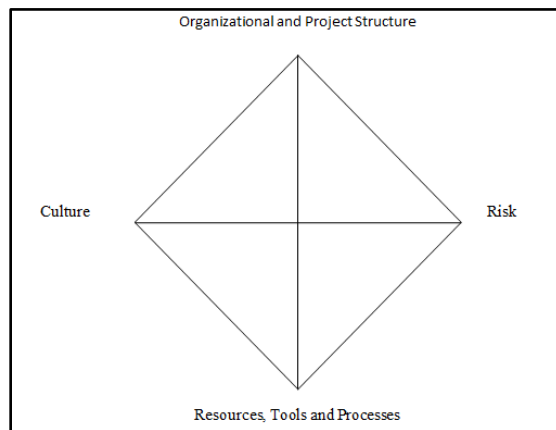 Organizational and Project Structure
Culture
Risk
Resources, Tools and Processes